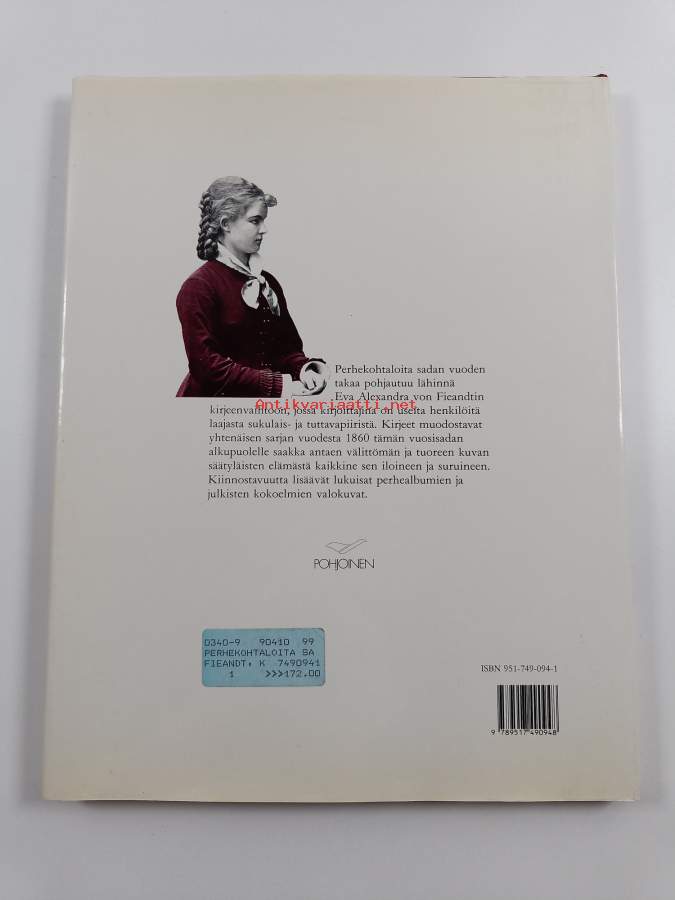 Perhekohtaloita sadan vuoden
takaa pohjautuu lähinnä
Eva Alexandra von Fieandtin
Antikvariaatti.net
kirjeenvaihtoon, jossa kirjoittajina on useita henkilöitä
laajasta sukulais- ja tuttavapiiristä. Kirjeet muodostavat
yhtenäisen sarjan vuodesta 1860 tämän vuosisadan
alkupuolelle saakka antaen välittömän ja tuoreen kuvan
säätyläisten elämästä kaikkine sen iloineen ja suruineen.
Kiinnostavuutta lisäävät lukuisat perhealbumien ja
julkisten kokoelmien valokuvat.
POHJOINEN
0340-9 90410 99
PERHEKOHTALOITA SA
FIEANDT, K 7490941
1 >>>172.00
ISBN 951-749-094-1
9 789517 490948